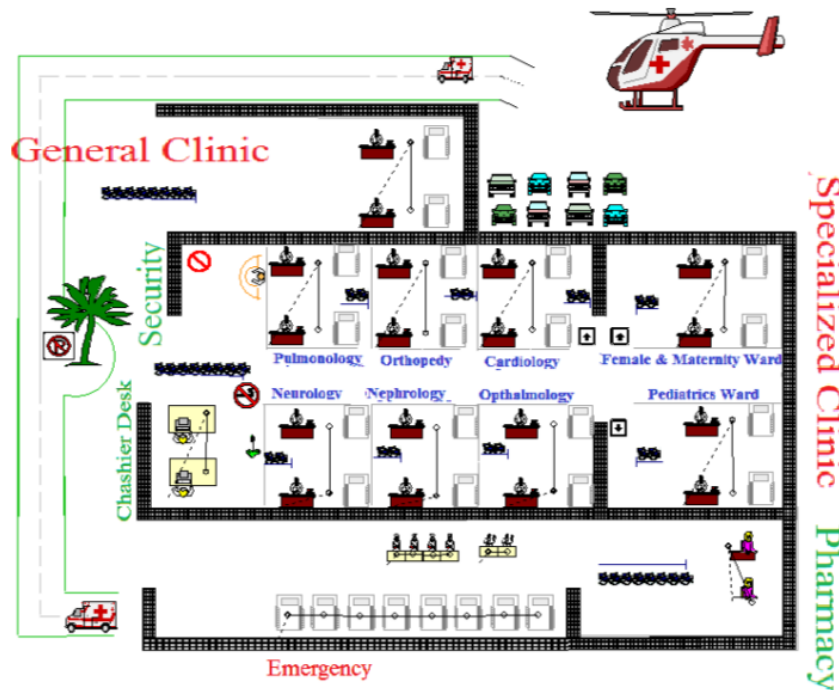 General Clinic
Specialized Clinic
Security
Pulmonology
Orthopedy
Cardiology
Female & Maternity Ward
Neurology
Nephrology
Opthalmology
Pediatrics Ward
Chashier Desk
Pharmacy
Emergency